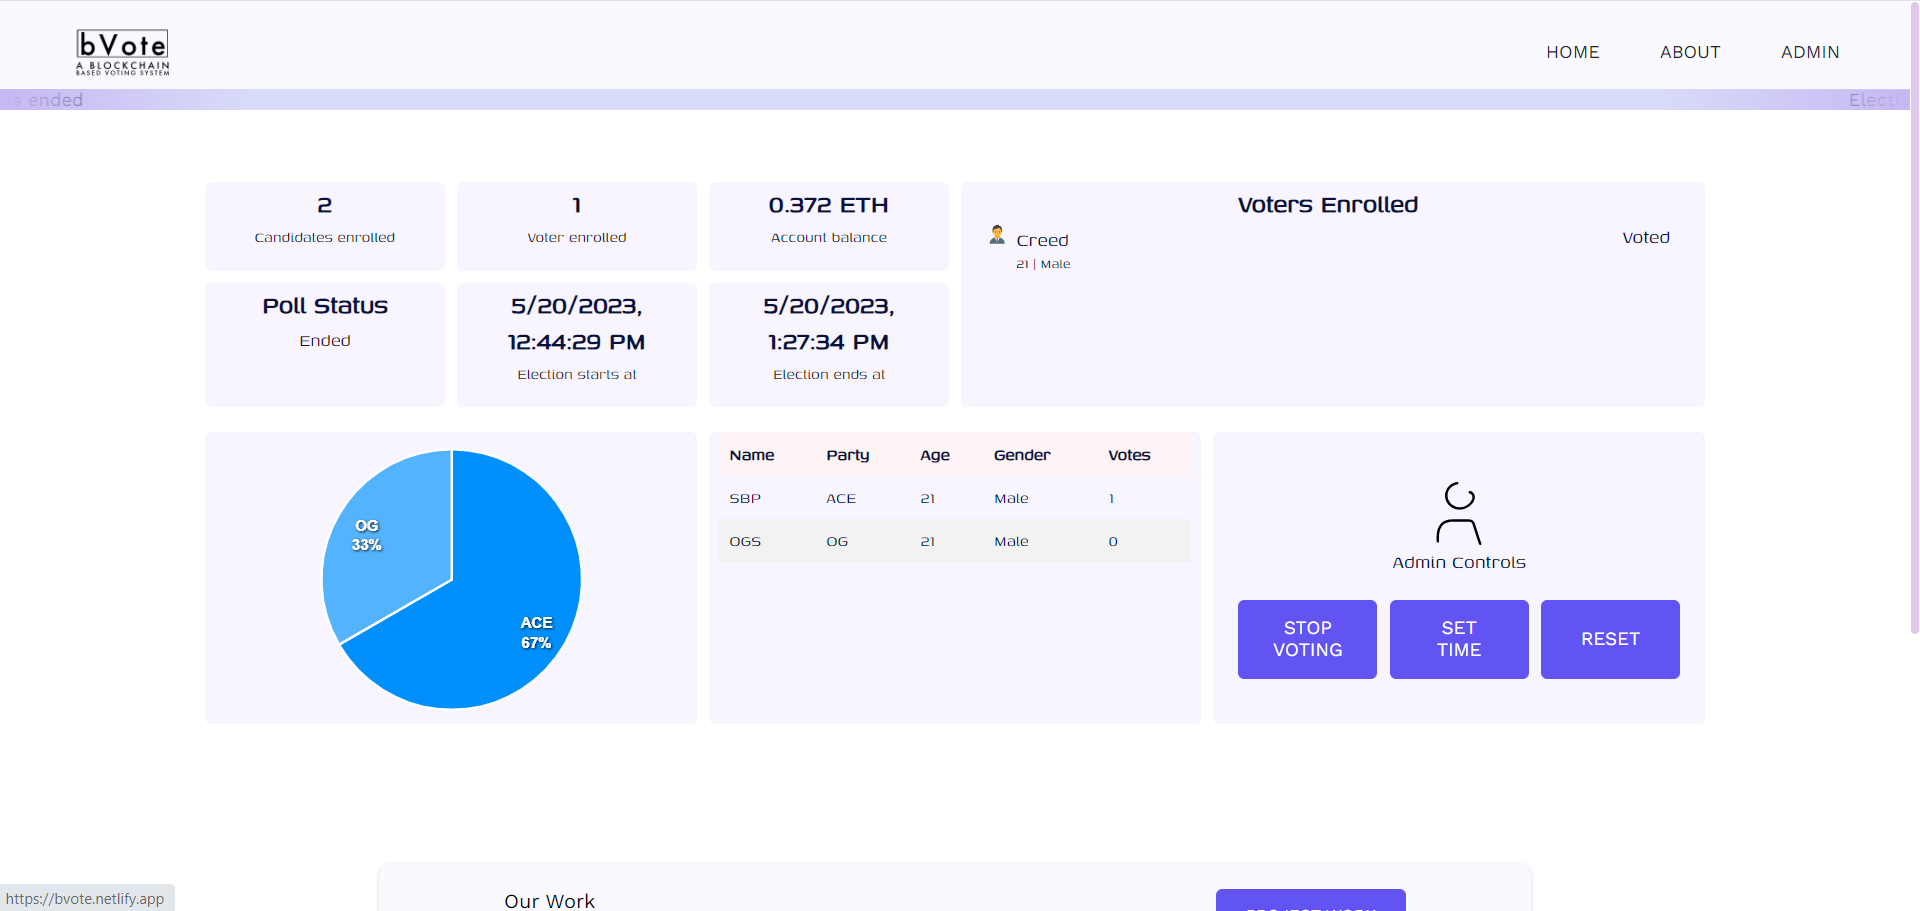 bVote
A BLOCKCHAIN
BASED VOTING SYSTEM
HOME
ABOUT
ADMIN
ended
2
Candidates enrolled
1
Voter enrolled
0.372 ETH
Account balance
Voters Enrolled
Creed
21 | Male
Voted
Poll Status
Ended
5/20/2023,
12:44:29 PM
Election starts at
5/20/2023,
1:27:34 PM
Election ends at
OG
33%
ACE
67%
Name Party Age Gender Votes
SBP ACE 21 Male 1
OGS OG 21 Male 0
Admin Controls
STOP
VOTING
SET
TIME
RESET
Our Work
https://bvote.netlify.app